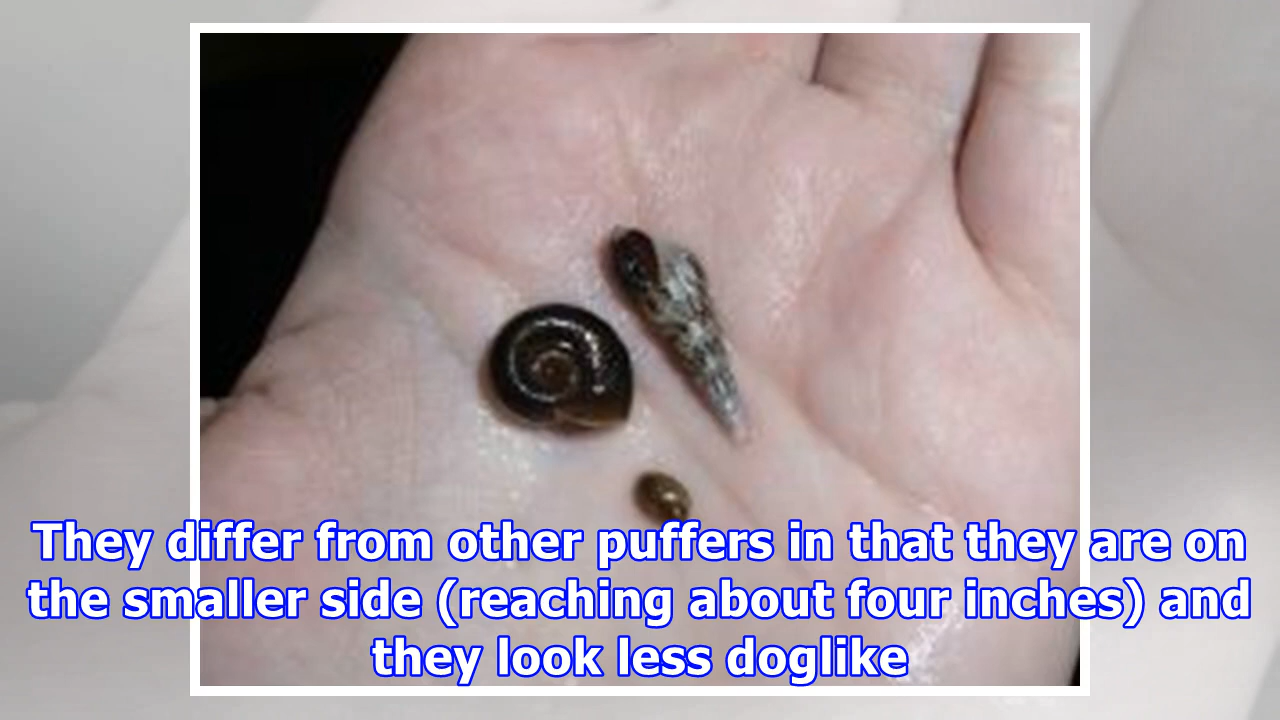 They differ from other puffers in that they are on
the smaller side (reaching about four inches) and
they look less doglike